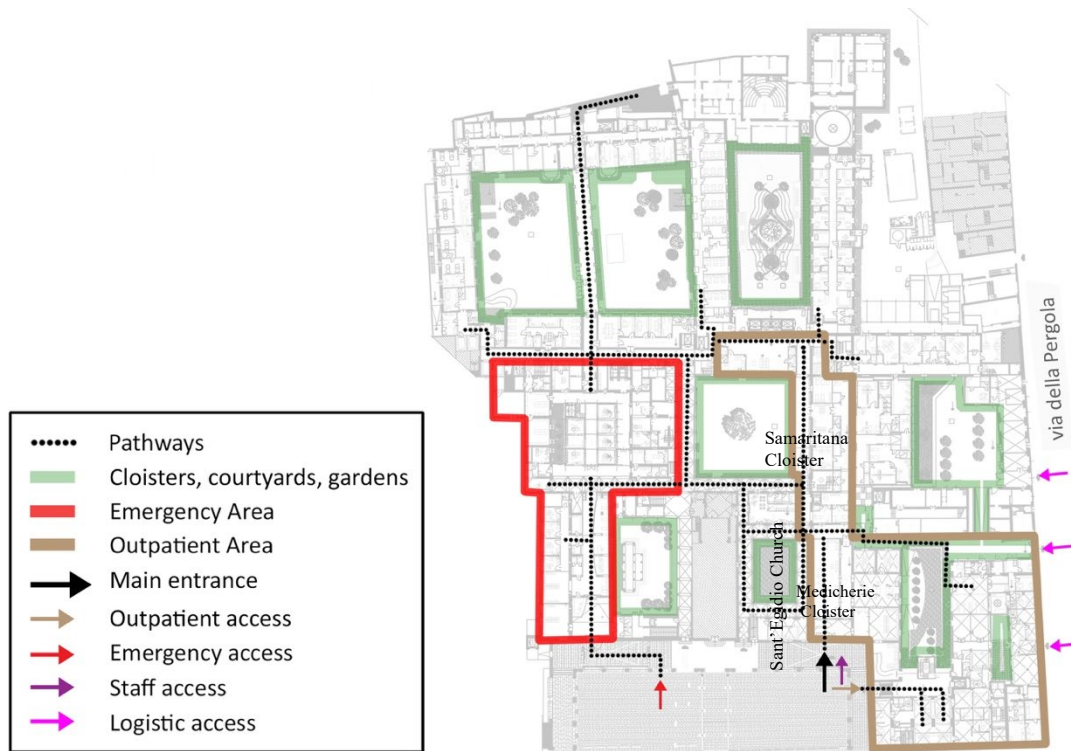 via della Pergola
Samaritana
Cloister
Sant'Egidio Church
Medicherie
Cloister
Pathways
Cloisters, courtyards, gardens
Emergency Area
Outpatient Area
Main entrance
Outpatient access
Emergency access
Staff access
Logistic access